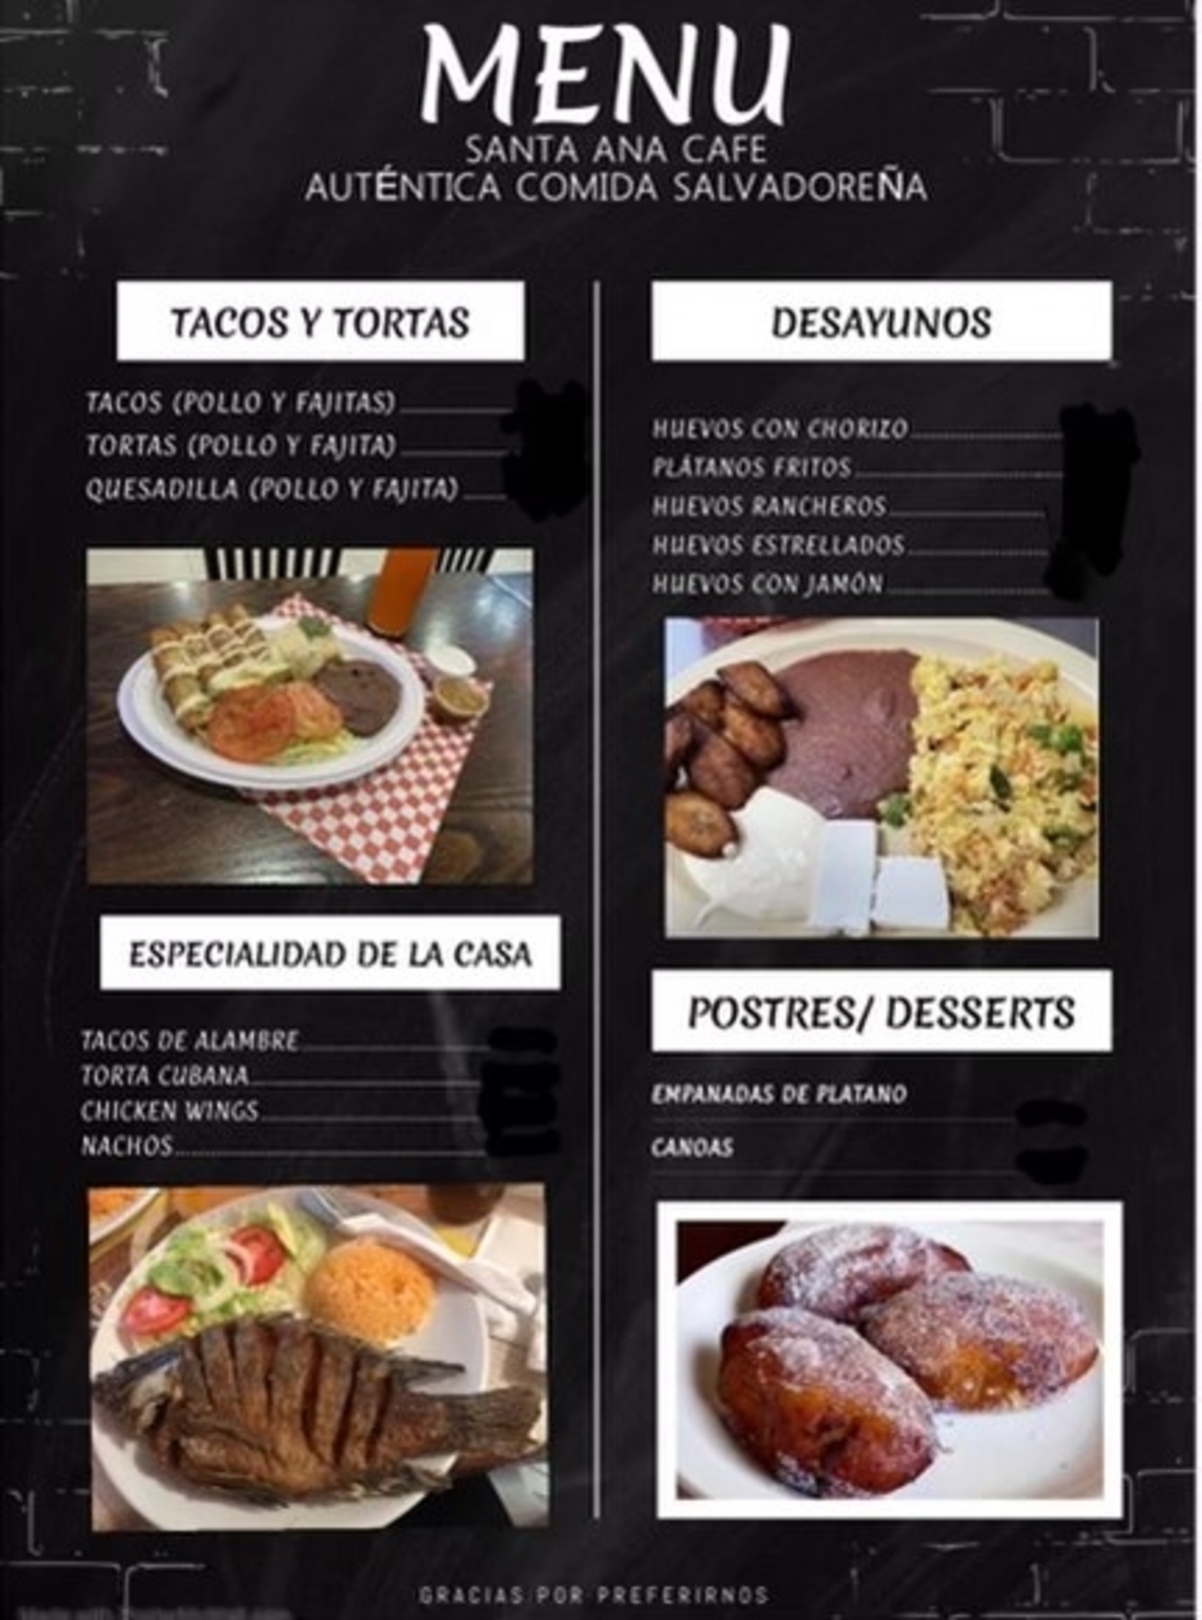 MENU
SANTA ANA CAFE
AUTÉNTICA COMIDA SALVADOREÑA
TACOS Y TORTAS
TACOS (POLLO Y FAJITAS)
TORTAS (POLLO Y FAJITA)
QUESADILLA (POLLO Y FAJITA)
ESPECIALIDAD DE LA CASA
TACOS DE ALAMBRE
TORTA CUBANA
CHICKEN WINGS
NACHOS
DESAYUNOS
HUEVOS CON CHORIZO
PLÁTANOS FRITOS
HUEVOS RANCHEROS
HUEVOS ESTRELLADOS
HUEVOS CON JAMÓN
POSTRES/ DESSERTS
EMPANADAS DE PLATANO
CANOAS
GRACIAS POR PREFERIRNOS